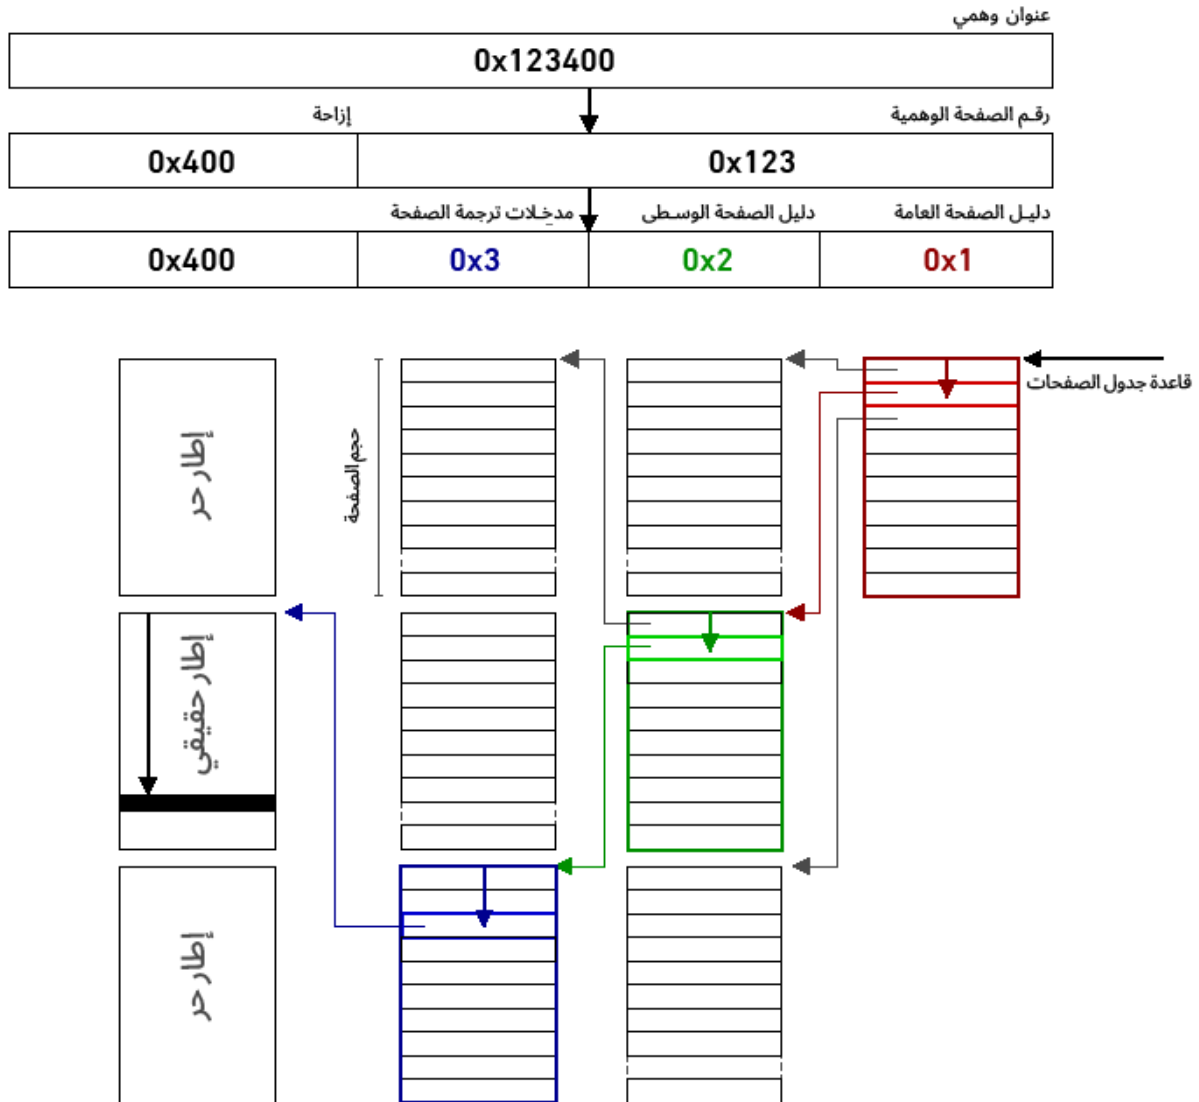 عنوان وهمي
0x123400
رقم الصفحة الوهمية
إزاحة
0x123
0x400
دليل الصفحة العامة
دليل الصفحة الوسطى
مدخلات ترجمة الصفحة
0x1
0x2
0x3
0x400
قاعدة جدول الصفحات
حجم الصفحة
إطار حر
إطار حقيقي
إطار حر